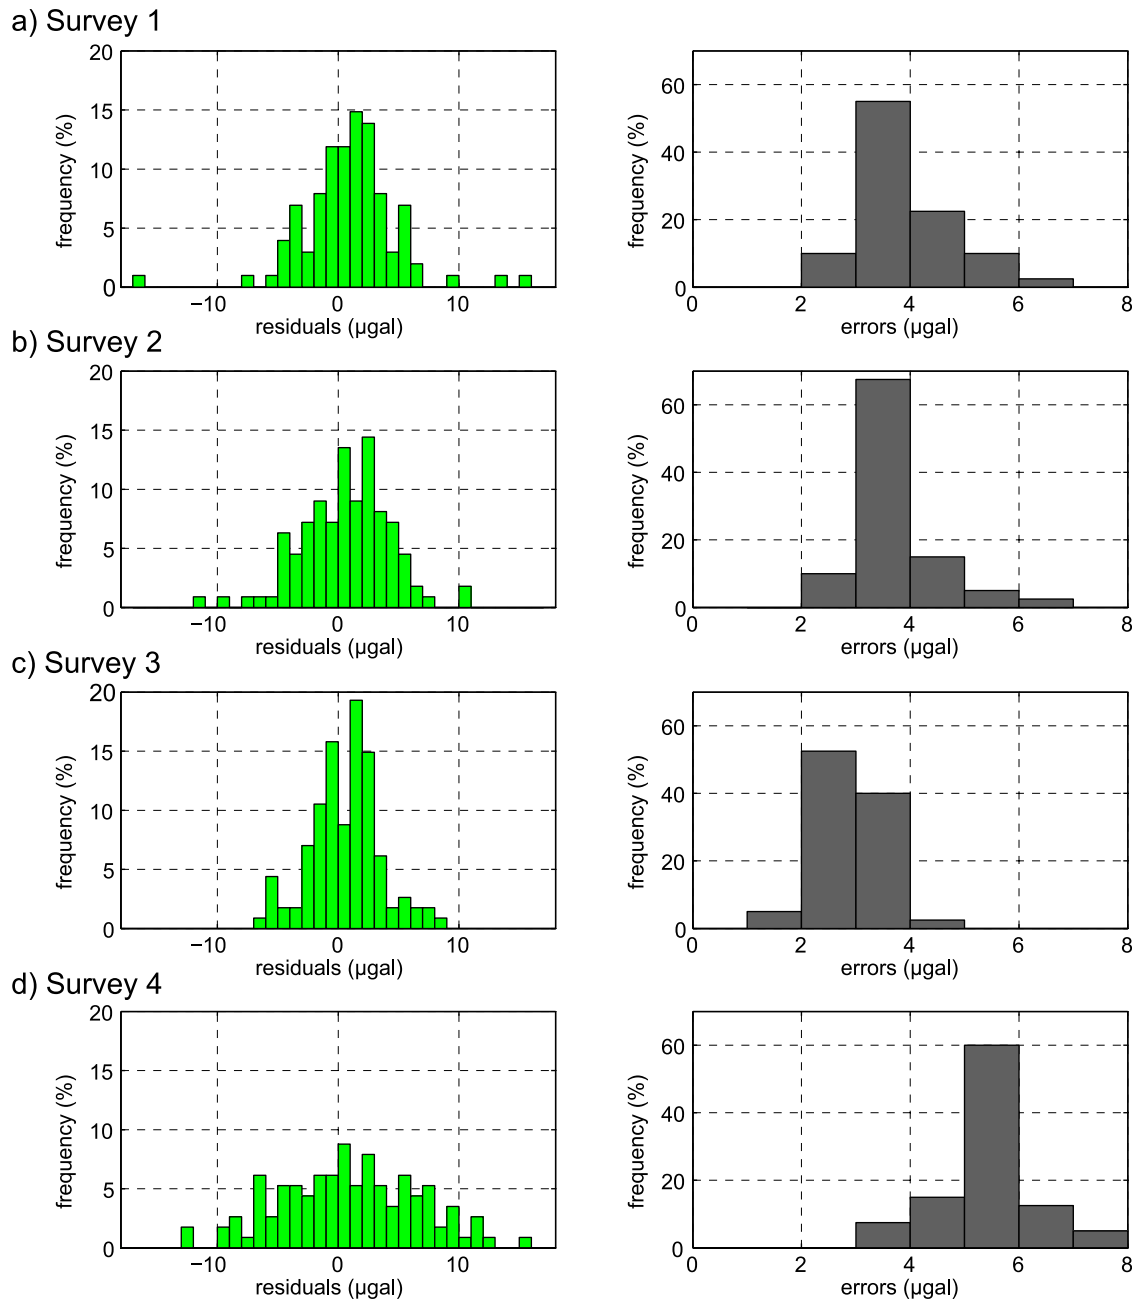 a) Survey 1
frequency (%)
20
15
10
5
0
−10 0 10
residuals (µgal)
frequency (%)
60
40
20
0
0 2 4 6 8
errors (µgal)
b) Survey 2
frequency (%)
20
15
10
5
0
−10 0 10
residuals (µgal)
frequency (%)
60
40
20
0
0 2 4 6 8
errors (µgal)
c) Survey 3
frequency (%)
20
15
10
5
0
−10 0 10
residuals (µgal)
frequency (%)
60
40
20
0
0 2 4 6 8
errors (µgal)
d) Survey 4
frequency (%)
20
15
10
5
0
−10 0 10
residuals (µgal)
frequency (%)
60
40
20
0
0 2 4 6 8
errors (µgal)